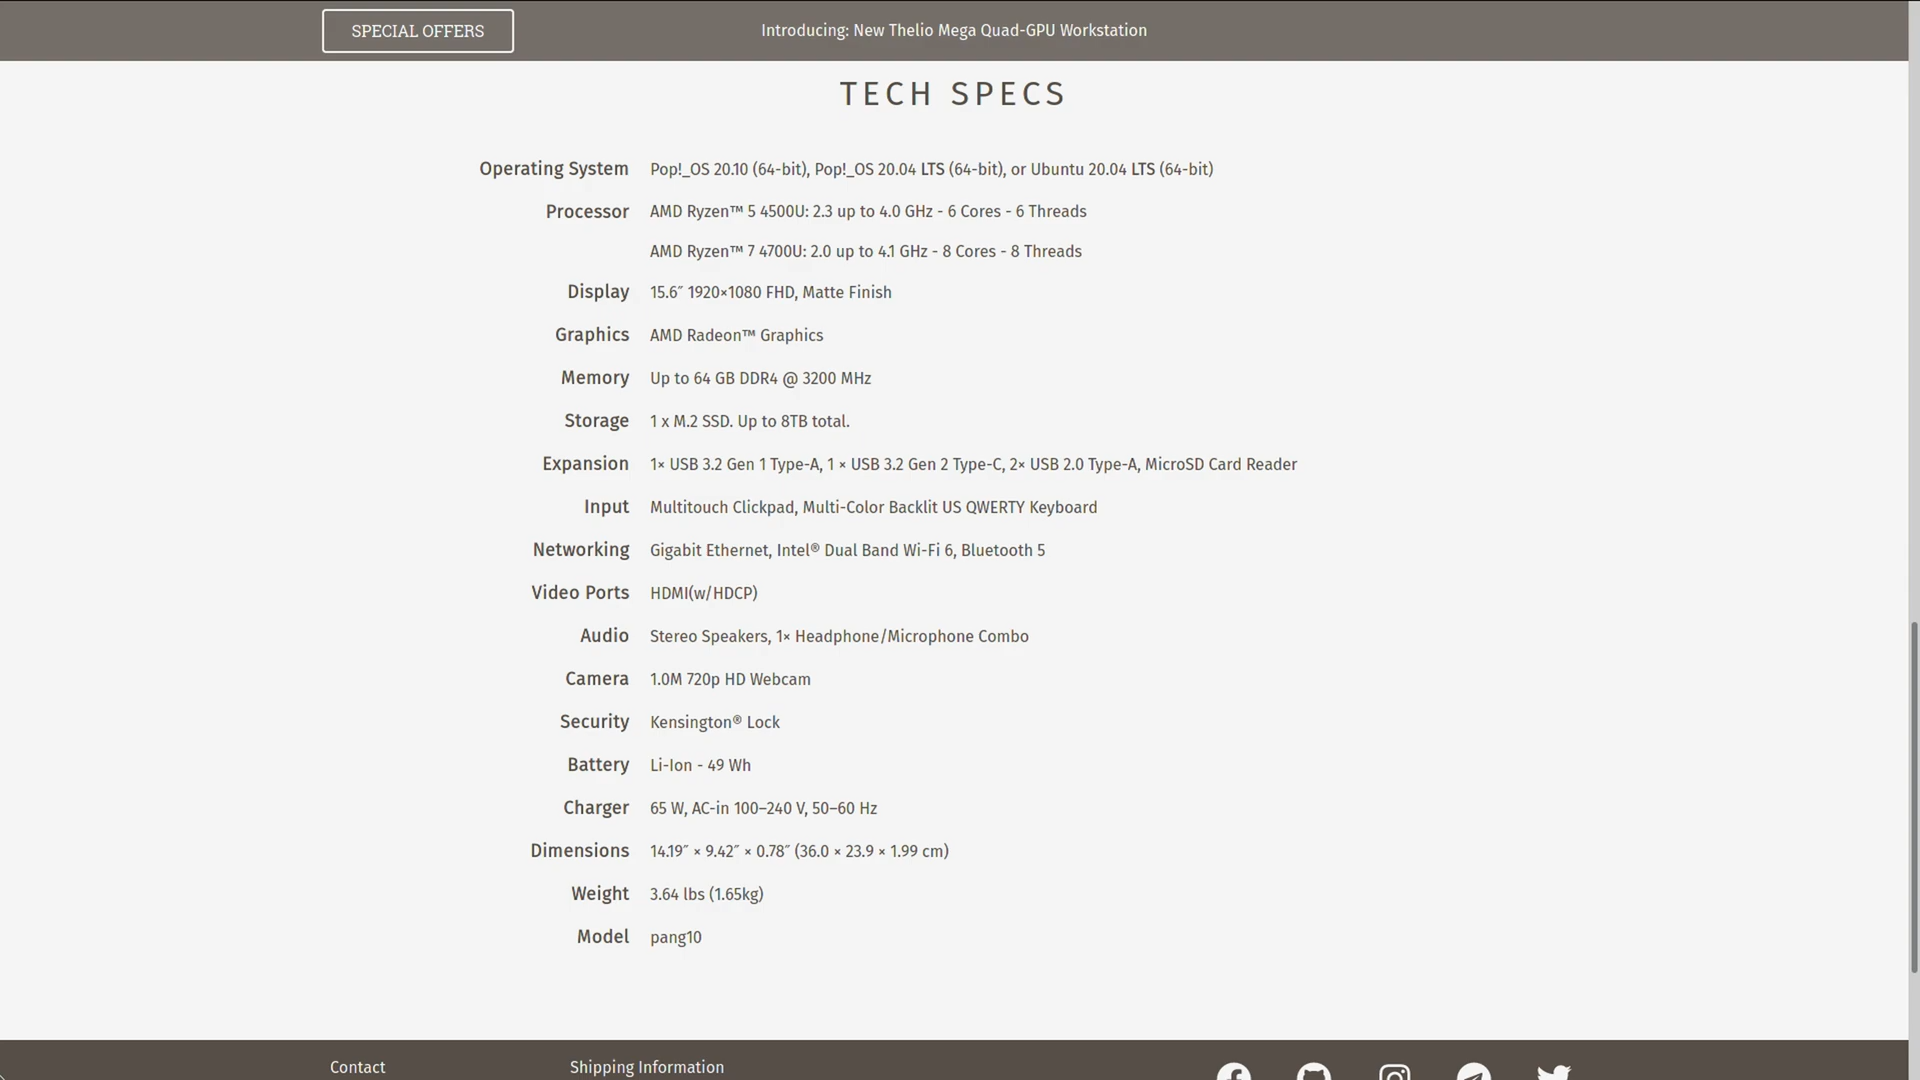 SPECIAL OFFERS
Introducing: New Thelio Mega Quad-GPU Workstation
TECH SPECS
Operating System Pop!_OS 20.10 (64-bit), Pop!_OS 20.04 LTS (64-bit), or Ubuntu 20.04 LTS (64-bit)
Processor AMD Ryzen™ 5 4500U: 2.3 up to 4.0 GHz - 6 Cores - 6 Threads
AMD Ryzen™ 7 4700U: 2.0 up to 4.1 GHz - 8 Cores - 8 Threads
Display 15.6″ 1920×1080 FHD, Matte Finish
Graphics AMD Radeon™ Graphics
Memory Up to 64 GB DDR4 @ 3200 MHz
Storage 1 x M.2 SSD. Up to 8TB total.
Expansion 1× USB 3.2 Gen 1 Type-A, 1 × USB 3.2 Gen 2 Type-C, 2× USB 2.0 Type-A, MicroSD Card Reader
Input Multitouch Clickpad, Multi-Color Backlit US QWERTY Keyboard
Networking Gigabit Ethernet, Intel® Dual Band Wi-Fi 6, Bluetooth 5
Video Ports HDMI(w/HDCP)
Audio Stereo Speakers, 1× Headphone/Microphone Combo
Camera 1.0M 720p HD Webcam
Security Kensington® Lock
Battery Li-Ion - 49 Wh
Charger 65 W, AC-in 100–240 V, 50–60 Hz
Dimensions 14.19″ × 9.42″ × 0.78″ (36.0 × 23.9 × 1.99 cm)
Weight 3.64 lbs (1.65kg)
Model pang10
Contact Shipping Information